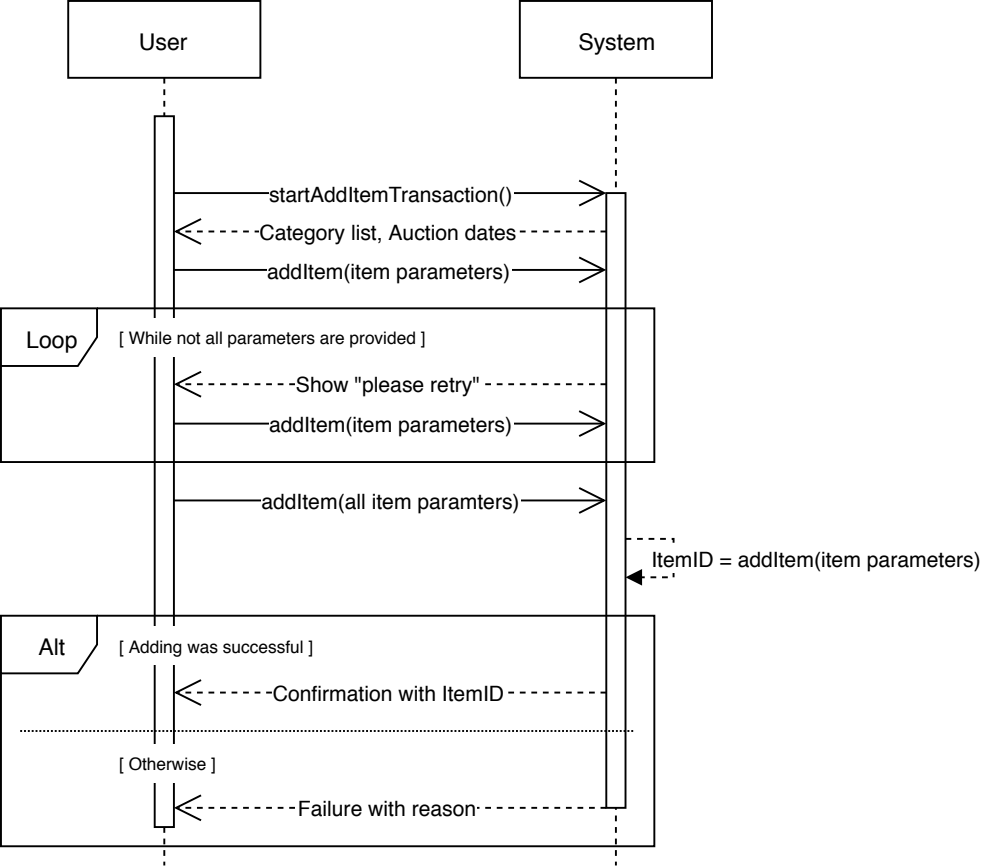 User
System
startAddItemTransaction()
Category list, Auction dates
addItem(item parameters)
Loop
[ While not all parameters are provided ]
Show "please retry"
addItem(item parameters)
addItem(all item paramters)
ItemID = addItem(item parameters)
Alt
[ Adding was successful ]
Confirmation with ItemID
[ Otherwise ]
Failure with reason